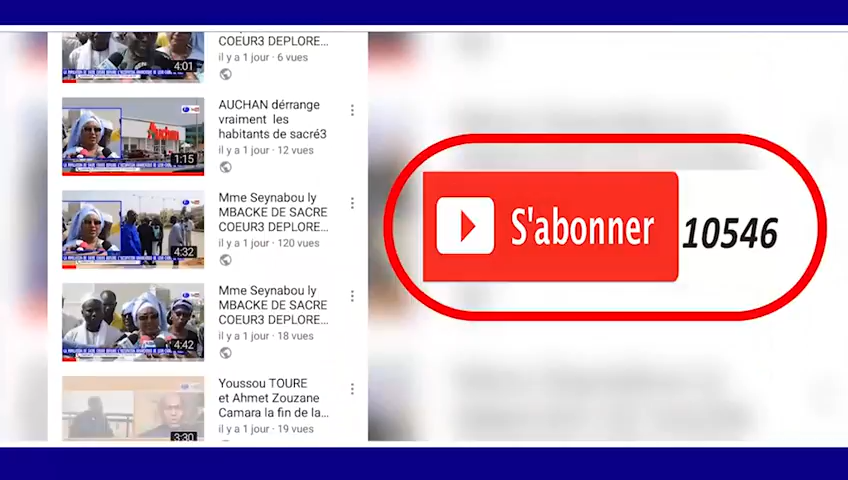 COEUR3 DEPLORE...
il y a 1 jour · 6 vues
4:01
AUCHAN dérrange
vraiment les
habitants de sacré3
il y a 1 jour · 12 vues
Auchan
1:15
Mme Seynabou ly
MBACKE DE SACRE
COEUR3 DEPLORE...
il y a 1 jour · 120 vues
4:32
Mme Seynabou ly
MBACKE DE SACRE
COEUR3 DEPLORE...
il y a 1 jour · 18 vues
4:42
Youssou TOURE
et Ahmet Zouzane
Camara la fin de la...
il y a 1 jour · 19 vues
3:30
S'abonner
10546